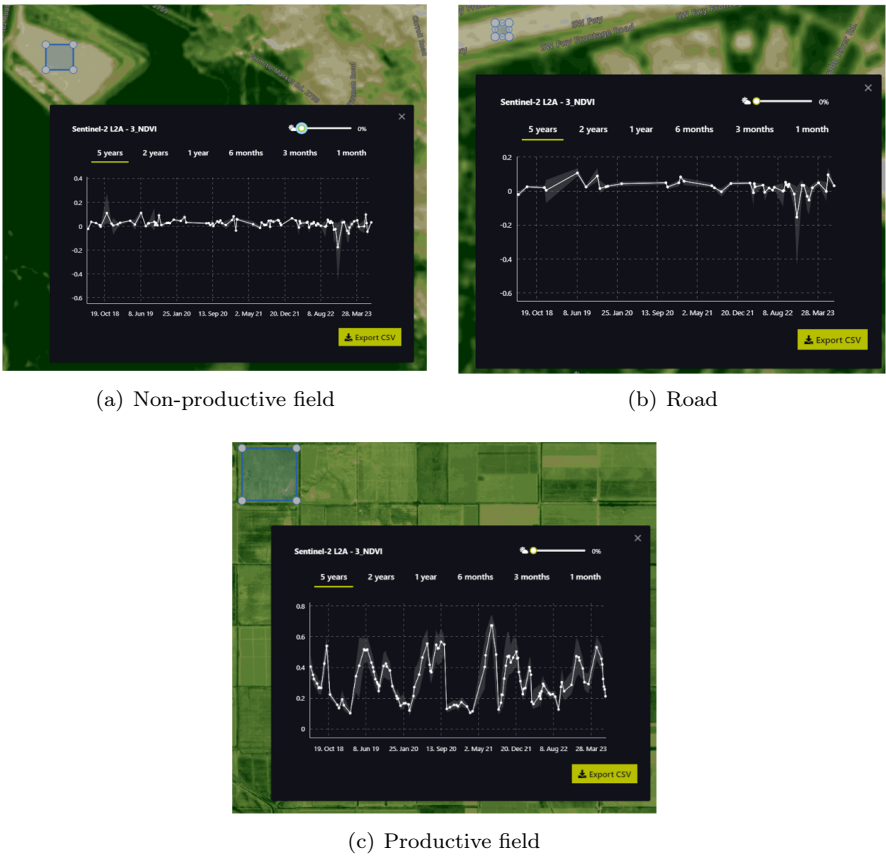 Sentinel-2 L2A - 3_NDVI
0%
5 years 2 years 1 year 6 months 3 months 1 month
0.4
0.2
0
-0.2
-0.4
-0.6
19. Oct 18 8. Jun 19 25. Jan 20 13. Sep 20 2. May 21 20. Dec 21 8. Aug 22 28. Mar 23
Export CSV
(a) Non-productive field
SW Pwy
SW Pwy Frontage Road
Sentinel-2 L2A - 3_NDVI
0%
5 years 2 years 1 year 6 months 3 months 1 month
0.2
0
-0.2
-0.4
-0.6
19. Oct 18 8. Jun 19 25. Jan 20 13. Sep 20 2. May 21 20. Dec 21 8. Aug 22 28. Mar 23
Export CSV
(b) Road
Sentinel-2 L2A - 3_NDVI
0%
5 years 2 years 1 year 6 months 3 months 1 month
0.8
0.6
0.4
0.2
0
19. Oct 18 8. Jun 19 25. Jan 20 13. Sep 20 2. May 21 20. Dec 21 8. Aug 22 28. Mar 23
Export CSV
(c) Productive field